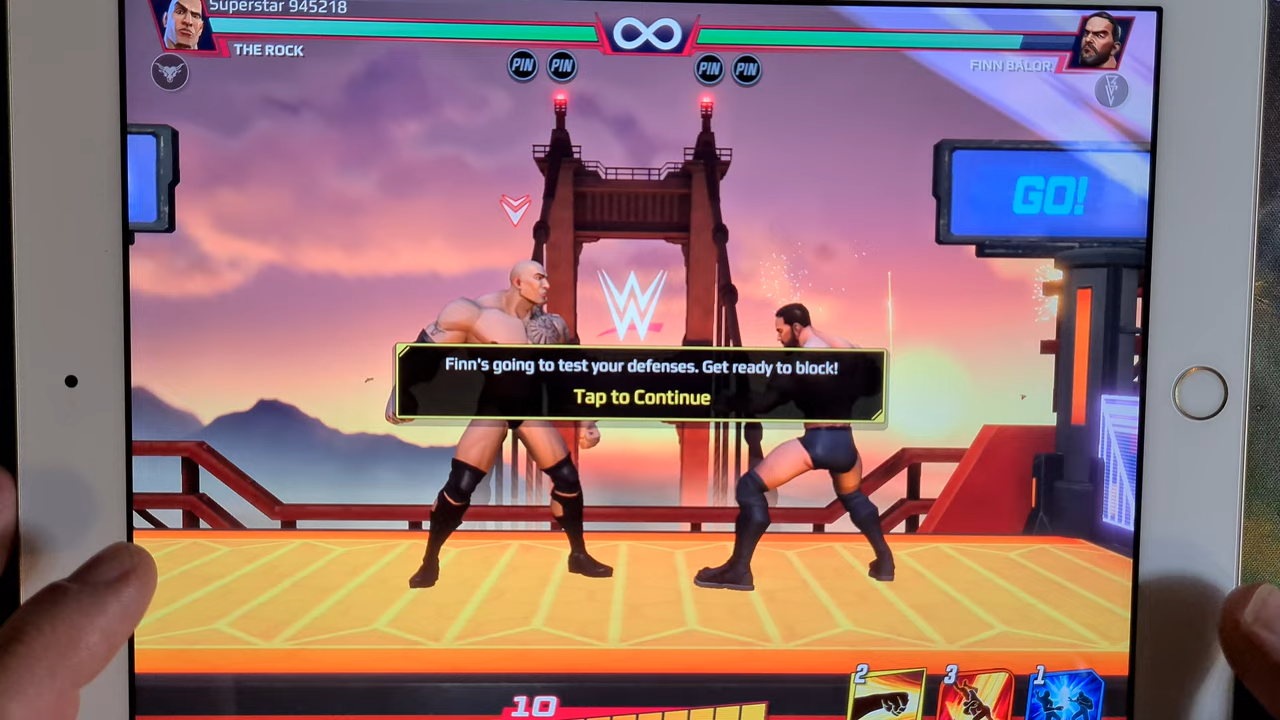 Superstar 945218
THE ROCK
FINN BÁLOR
PIN PIN PIN PIN
GO!
W
Finn's going to test your defenses. Get ready to block!
Tap to Continue
2 3 1
10